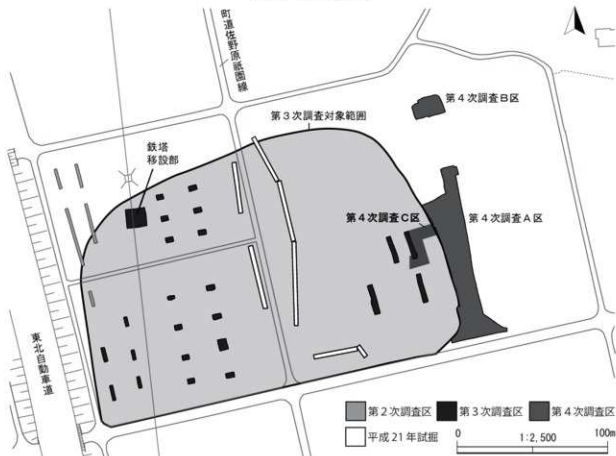 町道佐野原祇園線
第4次調査B区
第3次調査対象範囲
鉄塔
移設部
第4次調査C区
第4次調査A区
東北自動車道
第2次調査区
第3次調査区
第4次調査区
平成21年試掘
0
1:2,500
100m